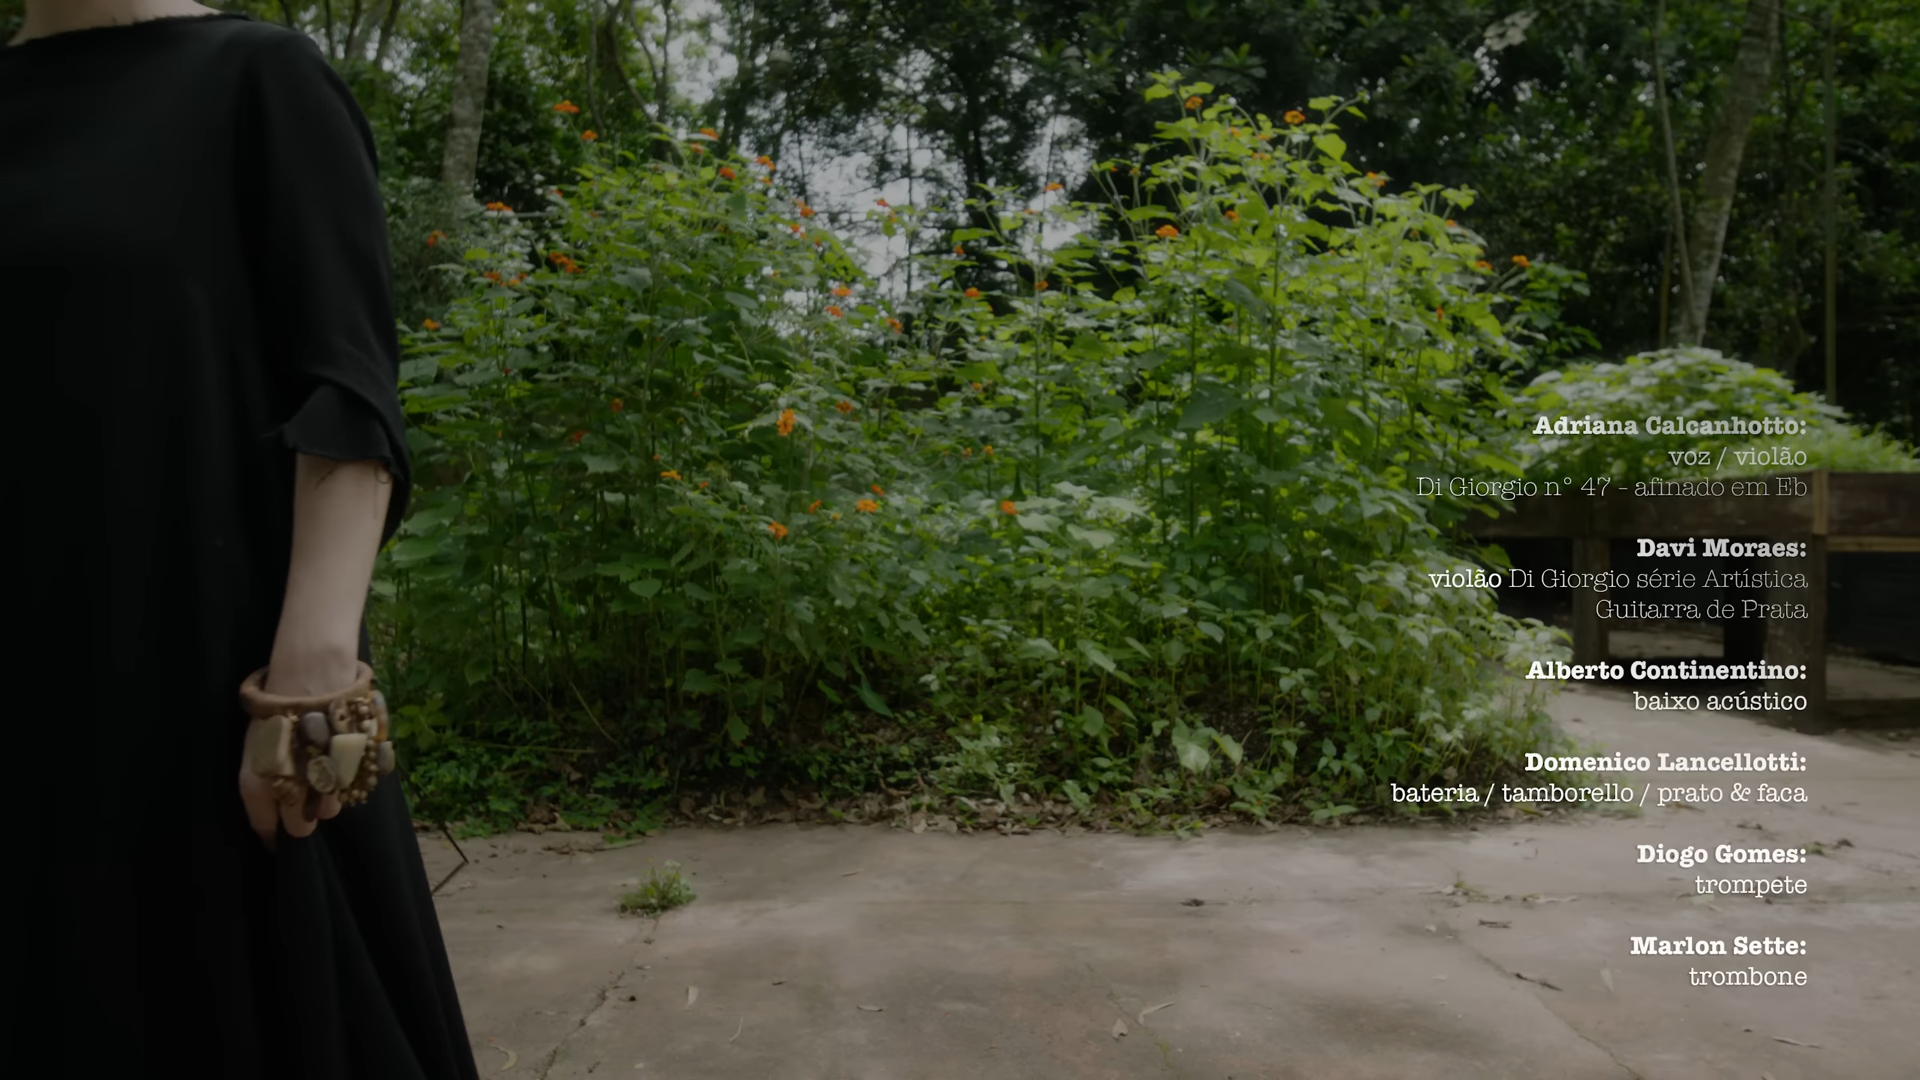 Adriana Calcanhotto:
voz / violão
Di Giorgio n° 47 - afinado em Eb
Davi Moraes:
violão Di Giorgio série Artística
Guitarra de Prata
Alberto Continentino:
baixo acústico
Domenico Lancellotti:
bateria / tamborello / prato & faca
Diogo Gomes:
trompete
Marlon Sette:
trombone